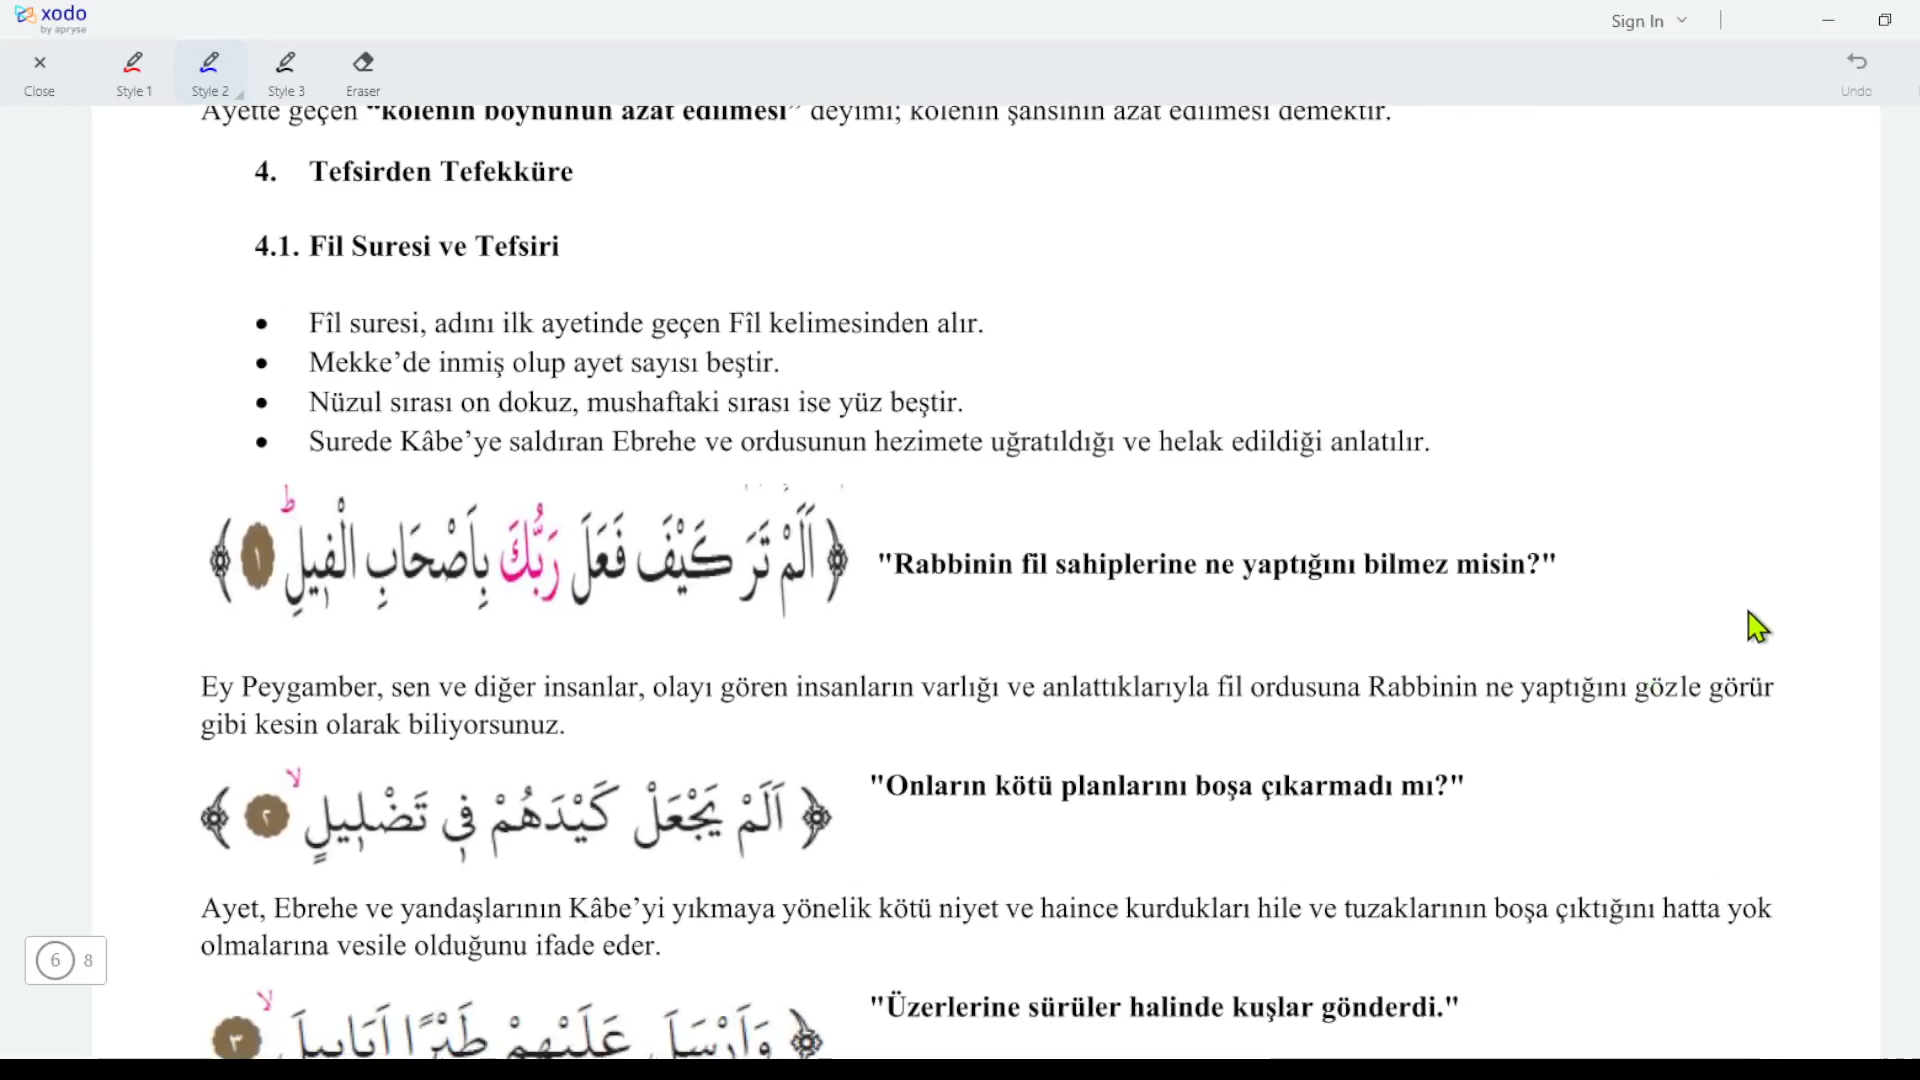 xodo
by apryse
Sign In
Close
Style 1
Style 2
Style 3
Eraser
Undo
Ayette geçen “kölenin boynunun azat edilmesi” deyimi; kölenin şahsının azat edilmesi demektir.
4. Tefsirden Tefekküre
4.1. Fil Suresi ve Tefsiri
• Fîl suresi, adını ilk ayetinde geçen Fîl kelimesinden alır.
• Mekke’de inmiş olup ayet sayısı beştir.
• Nüzul sırası on dokuz, mushaftaki sırası ise yüz beştir.
• Surede Kâbe’ye saldıran Ebrehe ve ordusunun hezimete uğratıldığı ve helak edildiği anlatılır.
﴿ اَلَمْ تَرَ كَيْفَ فَعَلَ رَبُّكَ بِاَصْحَابِ الْفٖيلِؕ ١ ﴾ "Rabbinin fil sahiplerine ne yaptığını bilmez misin?"
Ey Peygamber, sen ve diğer insanlar, olayı gören insanların varlığı ve anlattıklarıyla fil ordusuna Rabbinin ne yaptığını gözle görür
gibi kesin olarak biliyorsunuz.
﴿ اَلَمْ يَجْعَلْ كَيْدَهُمْ فٖي تَضْلٖيلٍۙ ٢ ﴾ "Onların kötü planlarını boşa çıkarmadı mı?"
Ayet, Ebrehe ve yandaşlarının Kâbe’yi yıkmaya yönelik kötü niyet ve haince kurdukları hile ve tuzaklarının boşa çıktığını hatta yok
olmalarına vesile olduğunu ifade eder.
﴿ وَاَرْسَلَ عَلَيْهِمْ طَيْرًا اَبَابٖيلَۙ ٣ "Üzerlerine sürüler halinde kuşlar gönderdi."
6 8